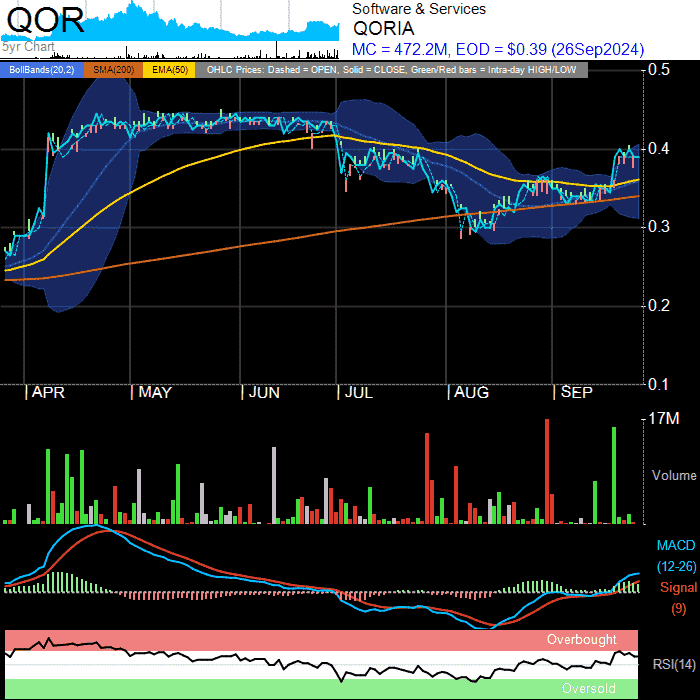 QOR
Software & Services
QORIA
5yr Chart
MC = 472.2M, EOD = $0.39 (26Sep2024)
BollBands(20,2) SMA(200) EMA(50) OHLC Prices: Dashed = OPEN, Solid = CLOSE, Green/Red bars = Intra-day HIGH/LOW
0.5
0.4
0.3
0.2
0.1
APR MAY JUN JUL AUG SEP
17M
Volume
MACD
(12-26)
Signal
(9)
Overbought
RSI(14)
Oversold